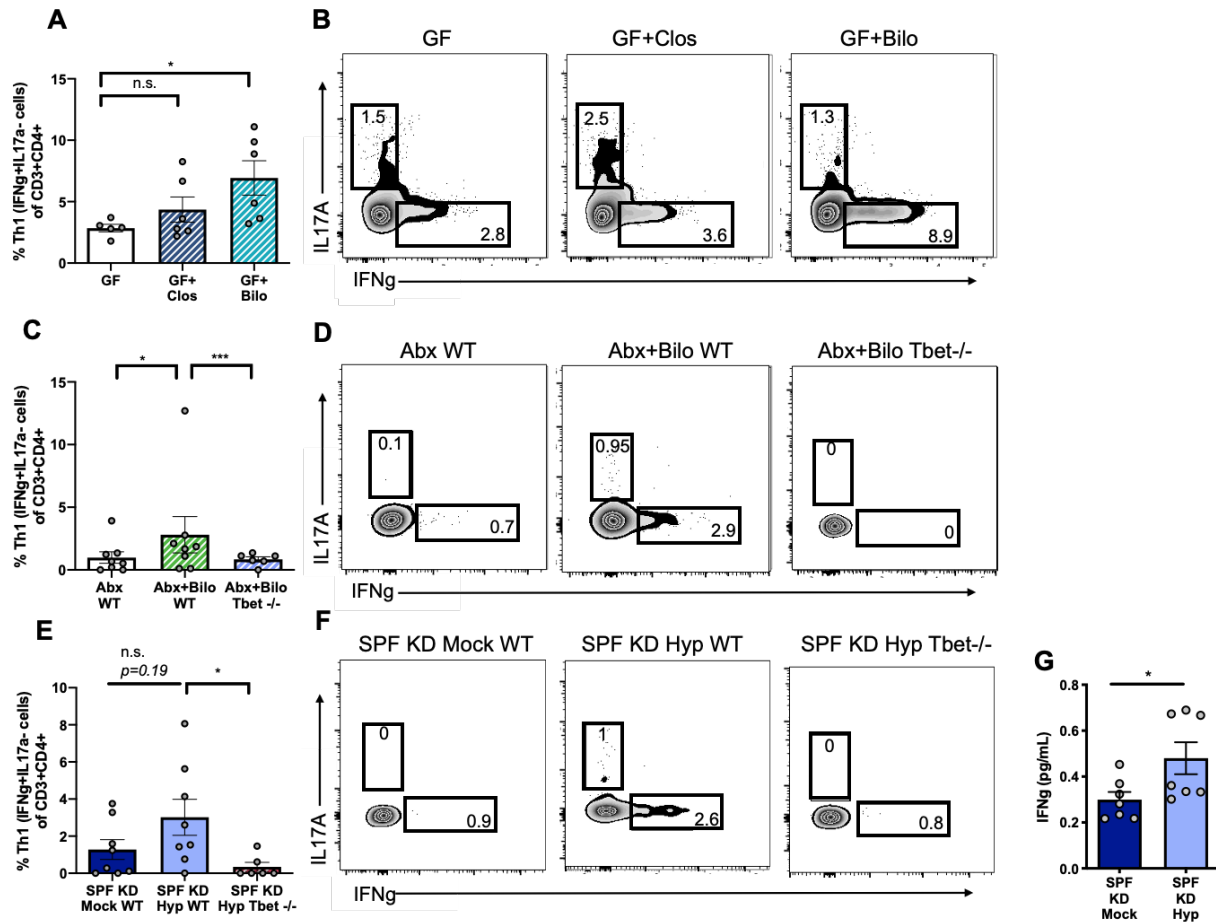 A
% Th1 (IFNg+IL17a- cells)
of CD3+CD4+
15
10
5
0
*
n.s.
GF
GF+
Clos
GF+
Bilo
B
GF
GF+Clos
GF+Bilo
1.5
2.8
2.5
3.6
1.3
8.9
IL17A
IFNg
C
% Th1 (IFNg+IL17a- cells)
of CD3+CD4+
15
10
5
0
*
***
Abx
WT
Abx+Bilo
WT
Abx+Bilo
Tbet -/-
D
Abx WT
Abx+Bilo WT
Abx+Bilo Tbet-/-
0.1
0.7
0.95
2.9
0
0
IL17A
IFNg
E
% Th1 (IFNg+IL17a- cells)
of CD3+CD4+
10
8
6
4
2
0
n.s.
p=0.19
*
SPF KD
Mock WT
SPF KD
Hyp WT
SPF KD
Hyp Tbet -/-
F
SPF KD Mock WT
SPF KD Hyp WT
SPF KD Hyp Tbet-/-
0
0.9
1
2.6
0
0.8
IL17A
IFNg
G
IFNg (pg/mL)
0.8
0.6
0.4
0.2
0.0
*
SPF
KD
Mock
SPF
KD
Hyp